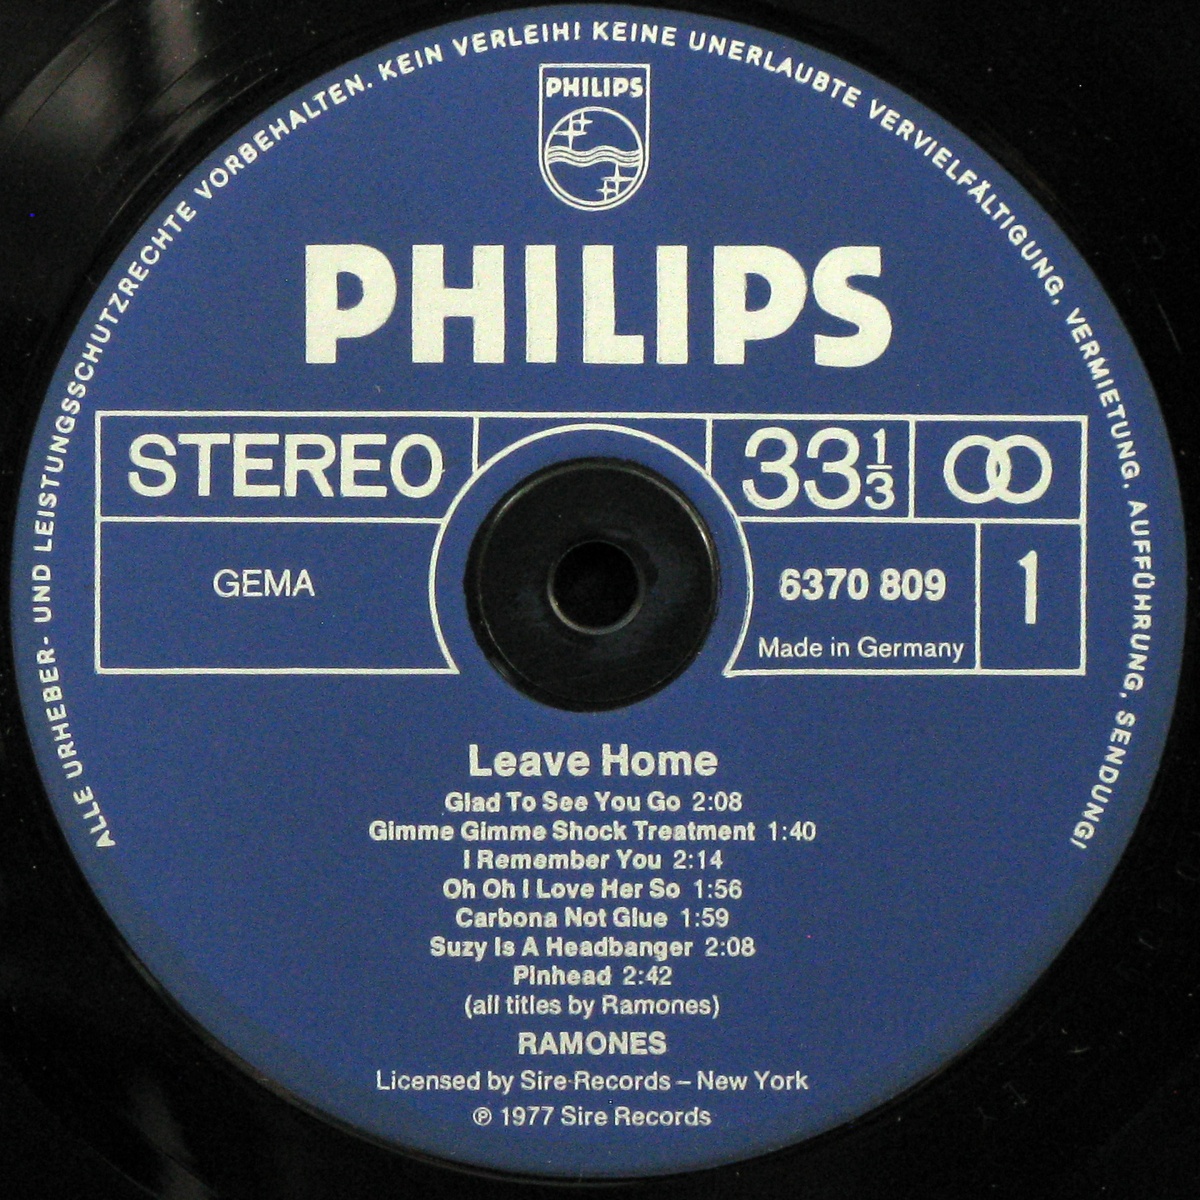 ALLE URHEBER- UND LEISTUNGSSCHUTZRECHTE VORBEHALTEN. KEIN VERLEIH! KEINE UNERLAUBTE VERVIELFÄLTIGUNG, VERMIETUNG, AUFFÜHRUNG, SENDUNG!
PHILIPS
PHILIPS
STEREO
33 1/3
GEMA
6370 809
1
Made in Germany
Leave Home
Glad To See You Go 2:08
Gimme Gimme Shock Treatment 1:40
I Remember You 2:14
Oh Oh I Love Her So 1:56
Carbona Not Glue 1:59
Suzy Is A Headbanger 2:08
Pinhead 2:42
(all titles by Ramones)
RAMONES
Licensed by Sire Records – New York
℗ 1977 Sire Records